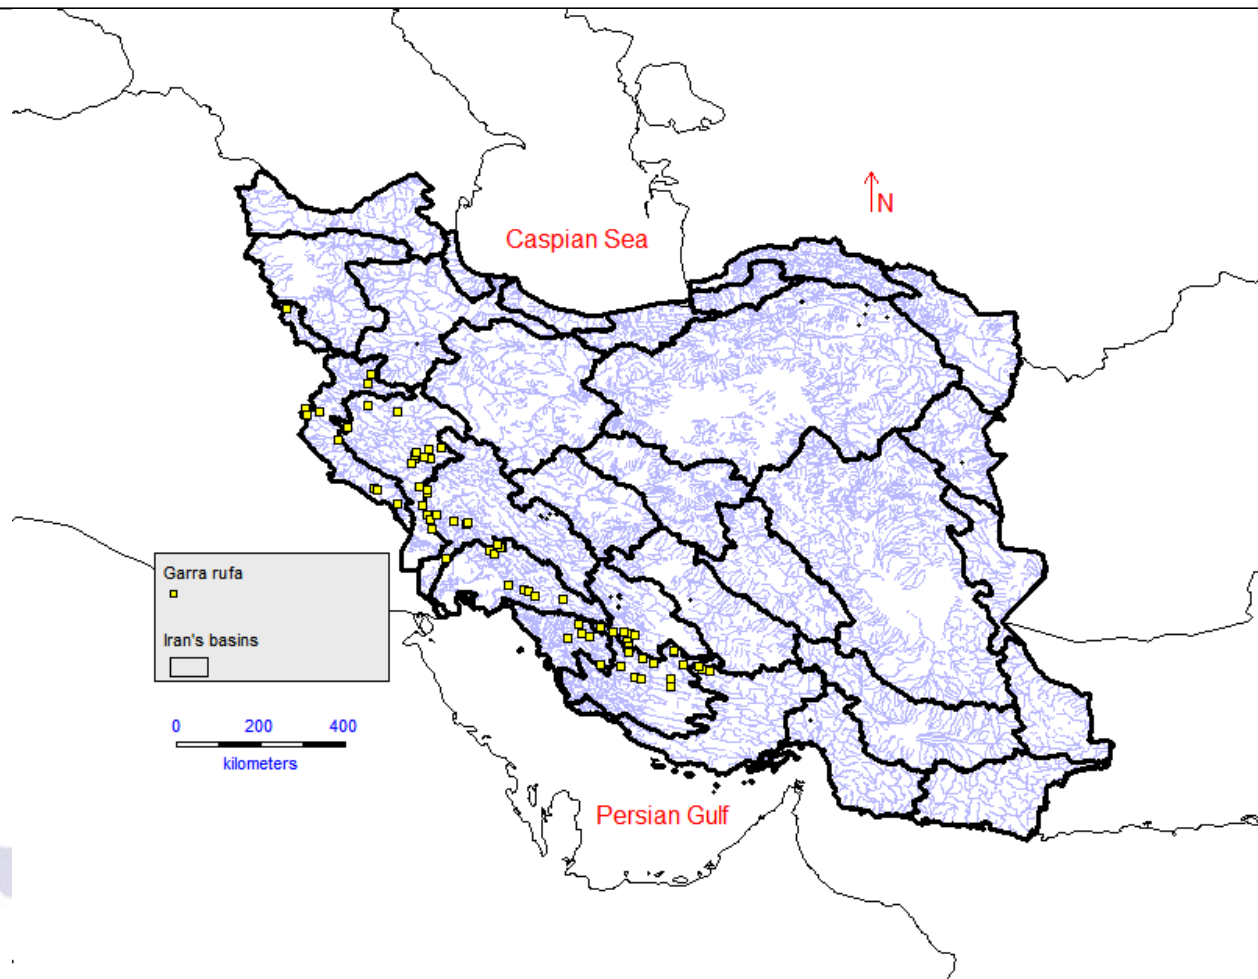 N
Caspian Sea
Garra rufa
Iran's basins
0 200 400
kilometers
Persian Gulf